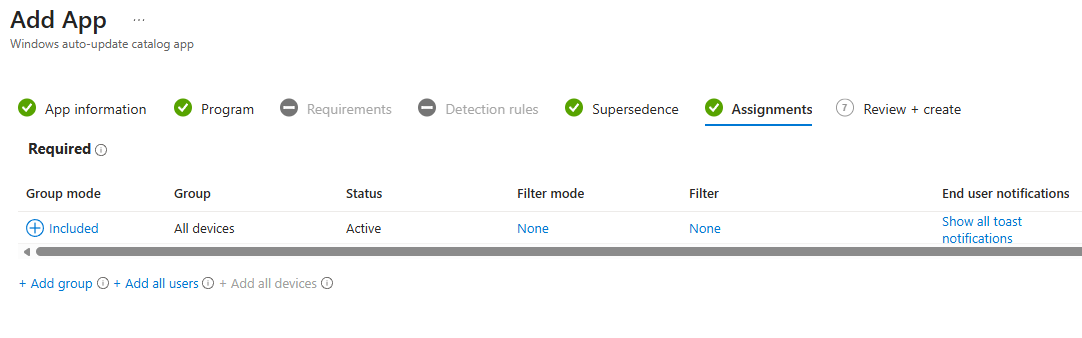 Add App ...
Windows auto-update catalog app
App information Program Requirements Detection rules Supersedence Assignments 7 Review + create
Required
Group mode Group Status Filter mode Filter End user notifications
Included All devices Active None None Show all toast notifications
+ Add group + Add all users + Add all devices